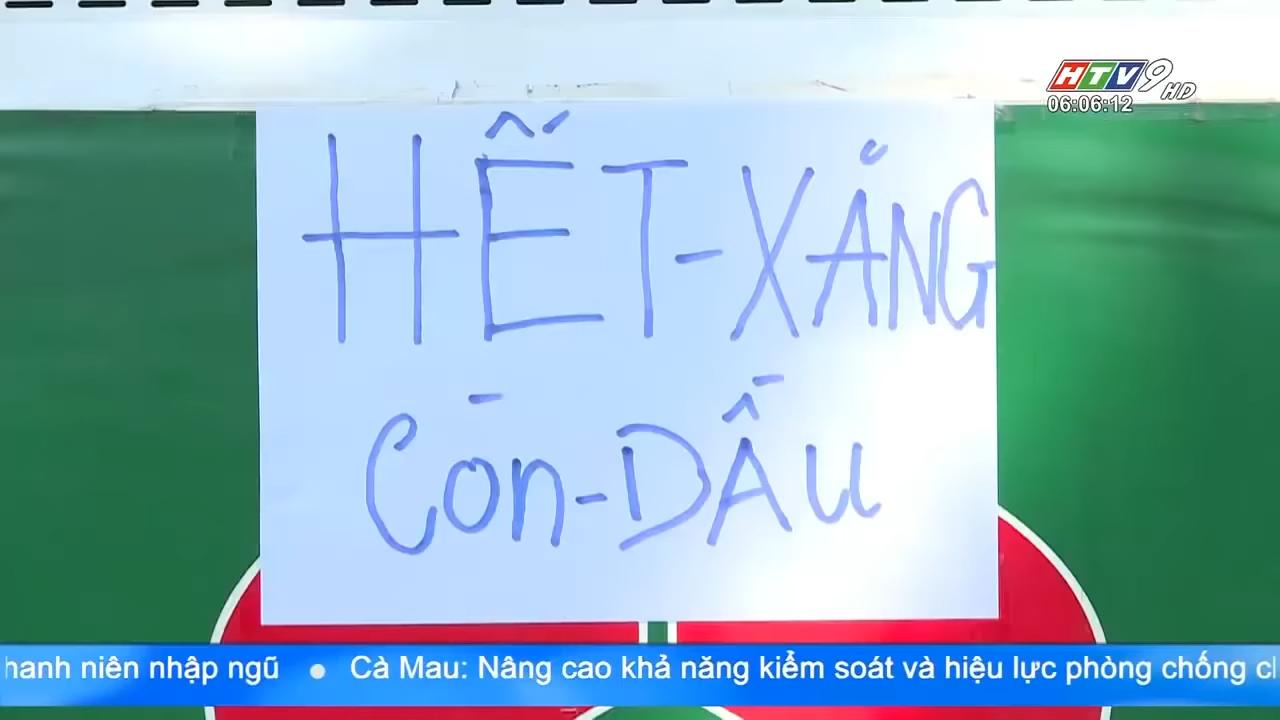 HTV9 HD
06:06:12
HẾT-XĂNG
CÒN-DẦU
hanh niên nhập ngũ • Cà Mau: Nâng cao khả năng kiểm soát và hiệu lực phòng chống